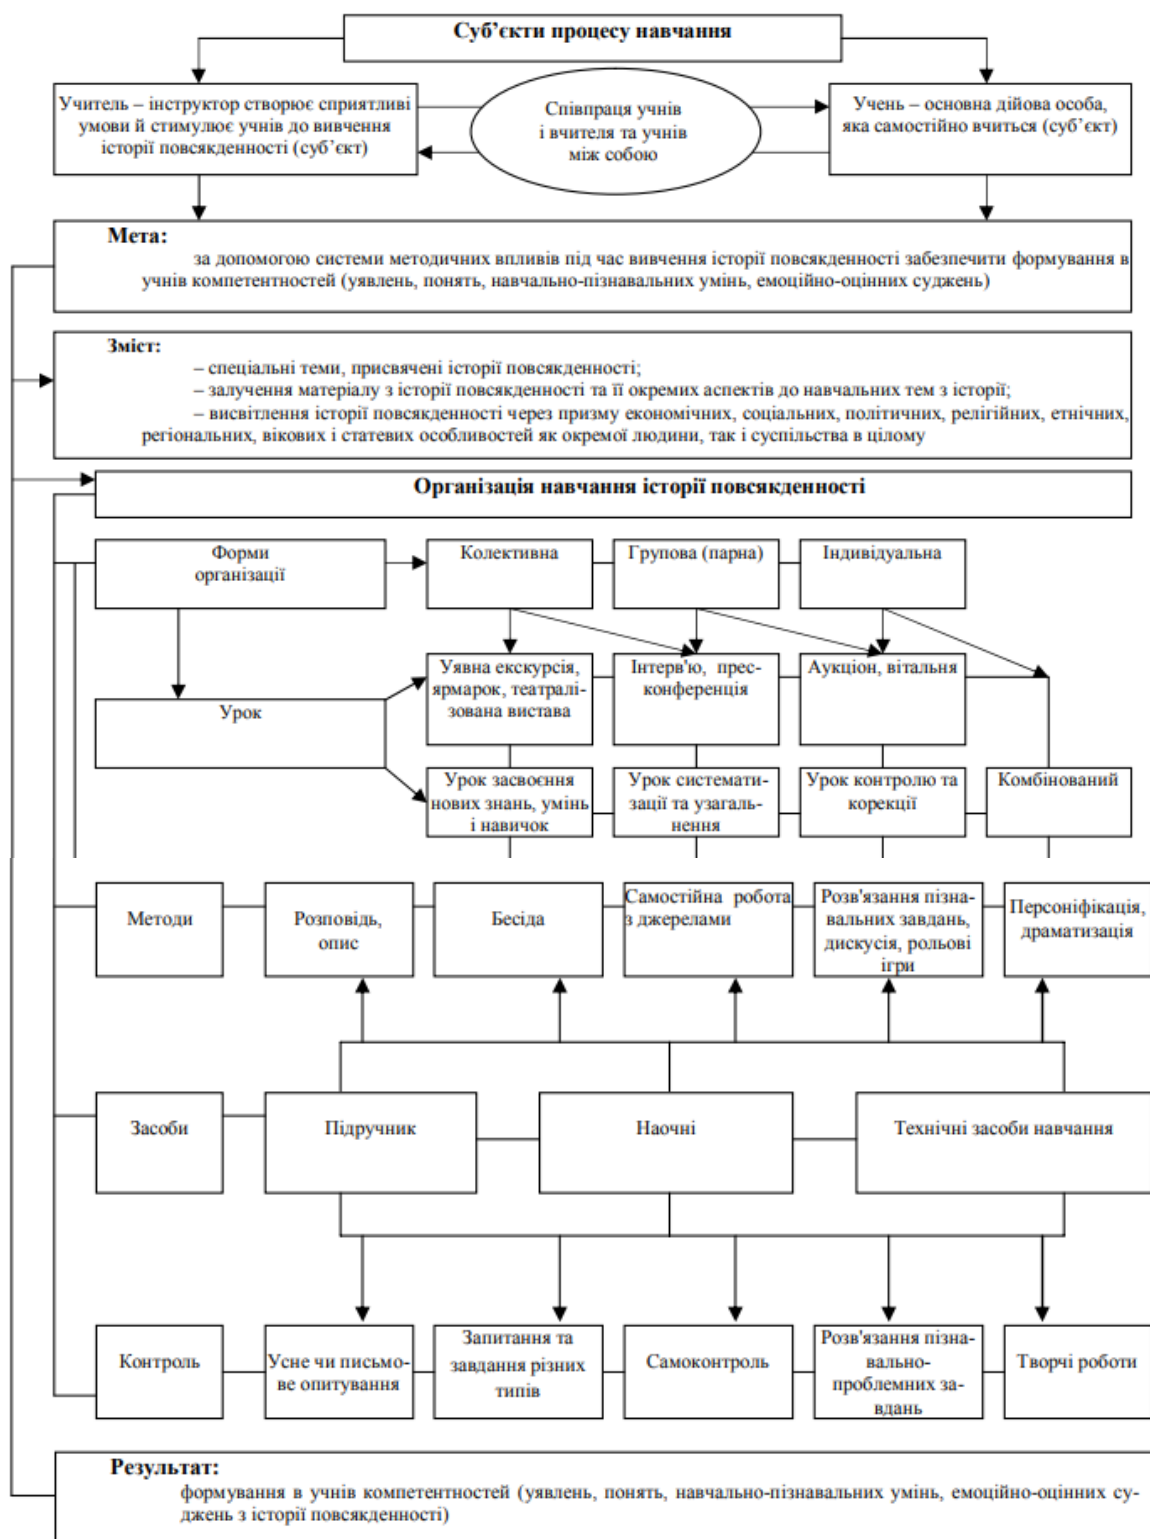 Суб’єкти процесу навчання
Учитель – інструктор створює сприятливі
умови й стимулює учнів до вивчення
історії повсякденності (суб’єкт)
Співпраця учнів
і вчителя та учнів
між собою
Учень – основна дійова особа,
яка самостійно вчиться (суб’єкт)
Мета:
за допомогою системи методичних впливів під час вивчення історії повсякденності забезпечити формування в
учнів компетентностей (уявлень, понять, навчально-пізнавальних умінь, емоційно-оцінних суджень)
Зміст:
– спеціальні теми, присвячені історії повсякденності;
– залучення матеріалу з історії повсякденності та її окремих аспектів до навчальних тем з історії;
– висвітлення історії повсякденності через призму економічних, соціальних, політичних, релігійних, етнічних,
регіональних, вікових і статевих особливостей як окремої людини, так і суспільства в цілому
Організація навчання історії повсякденності
Форми
організації
Колективна
Групова (парна)
Індивідуальна
Урок
Уявна екскурсія,
ярмарок, театралі-
зована вистава
Інтерв'ю, прес-
конференція
Аукціон, вітальня
Урок засвоєння
нових знань, умінь
і навичок
Урок системати-
зації та узагаль-
нення
Урок контролю та
корекції
Комбінований
Методи
Розповідь,
опис
Бесіда
Самостійна робота
з джерелами
Розв'язання пізна-
вальних завдань,
дискусія, рольові
ігри
Персоніфікація,
драматизація
Засоби
Підручник
Наочні
Технічні засоби навчання
Контроль
Усне чи письмо-
ве опитування
Запитання та
завдання різних
типів
Самоконтроль
Розв'язання пізна-
вально-
проблемних за-
вдань
Творчі роботи
Результат:
формування в учнів компетентностей (уявлень, понять, навчально-пізнавальних умінь, емоційно-оцінних су-
джень з історії повсякденності)